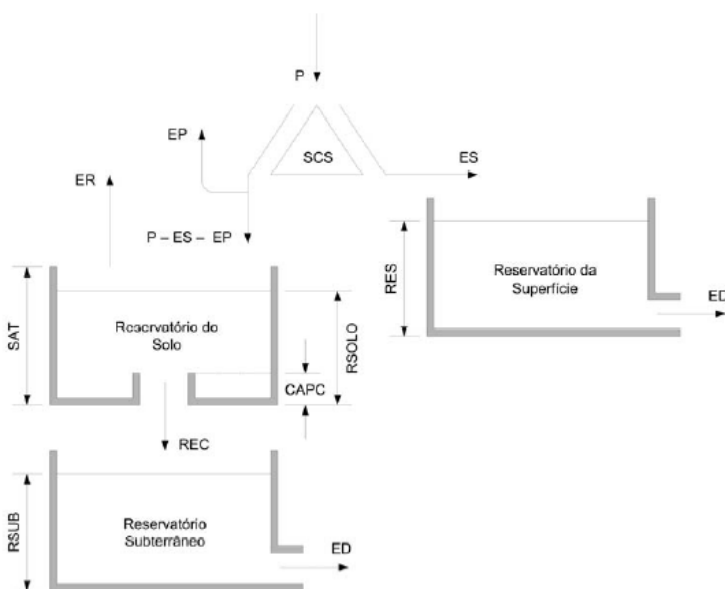 P
EP
SCS
ES
ER
P – ES – EP
RES
Reservatório da
Superfície
ED
SAT
Reservatório do
Solo
RSOLO
CAPC
REC
RSUB
Reservatório
Subterrâneo
ED